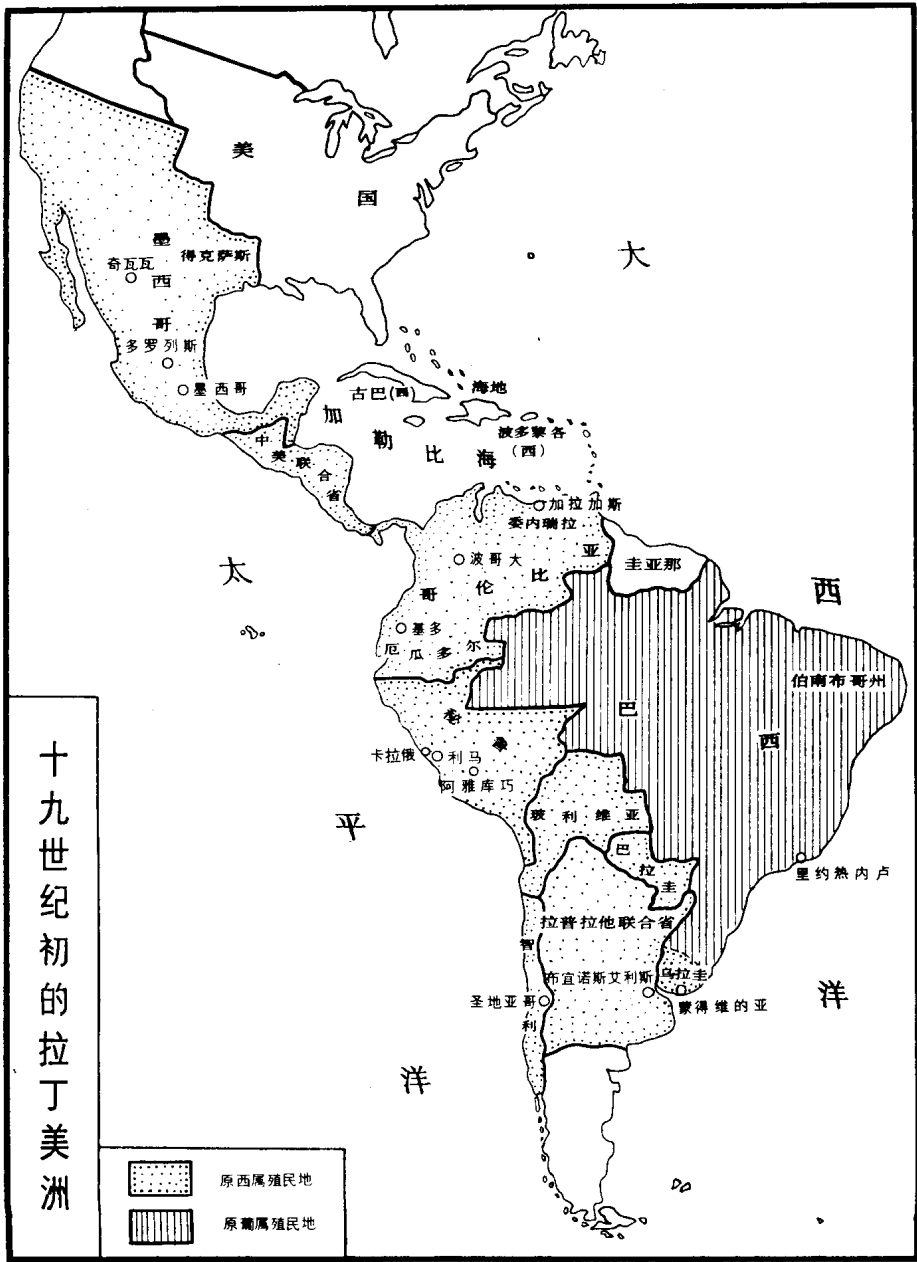 美国
大西洋
墨西哥
得克萨斯
奇瓦瓦
多罗列斯
墨西哥
古巴(西)
海地
波多黎各
(西)
加勒比海
中美联合省
加拉加斯
委内瑞拉
波哥大
哥伦比亚
圭亚那
基多
厄瓜多尔
太平洋
伯南布哥州
巴西
秘鲁
卡拉俄
利马
阿雅库巧
玻利维亚
巴拉圭
里约热内卢
拉普拉他联合省
智利
布宜诺斯艾利斯
乌拉圭
圣地亚哥
蒙得维的亚
十九世纪初的拉丁美洲
原西属殖民地
原葡属殖民地